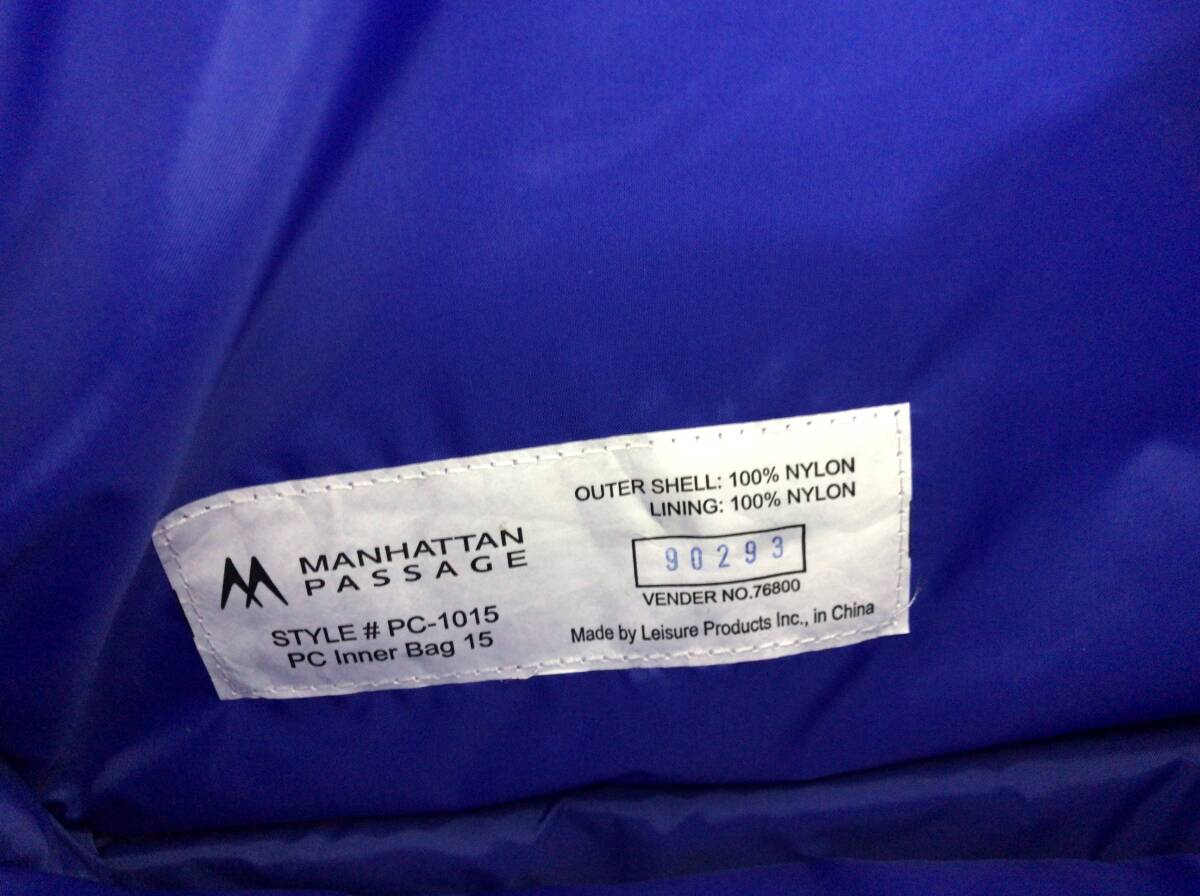 MANHATTAN
PASSAGE
STYLE # PC-1015
PC Inner Bag 15
OUTER SHELL: 100% NYLON
LINING: 100% NYLON
90293
VENDER NO.76800
Made by Leisure Products Inc., in China